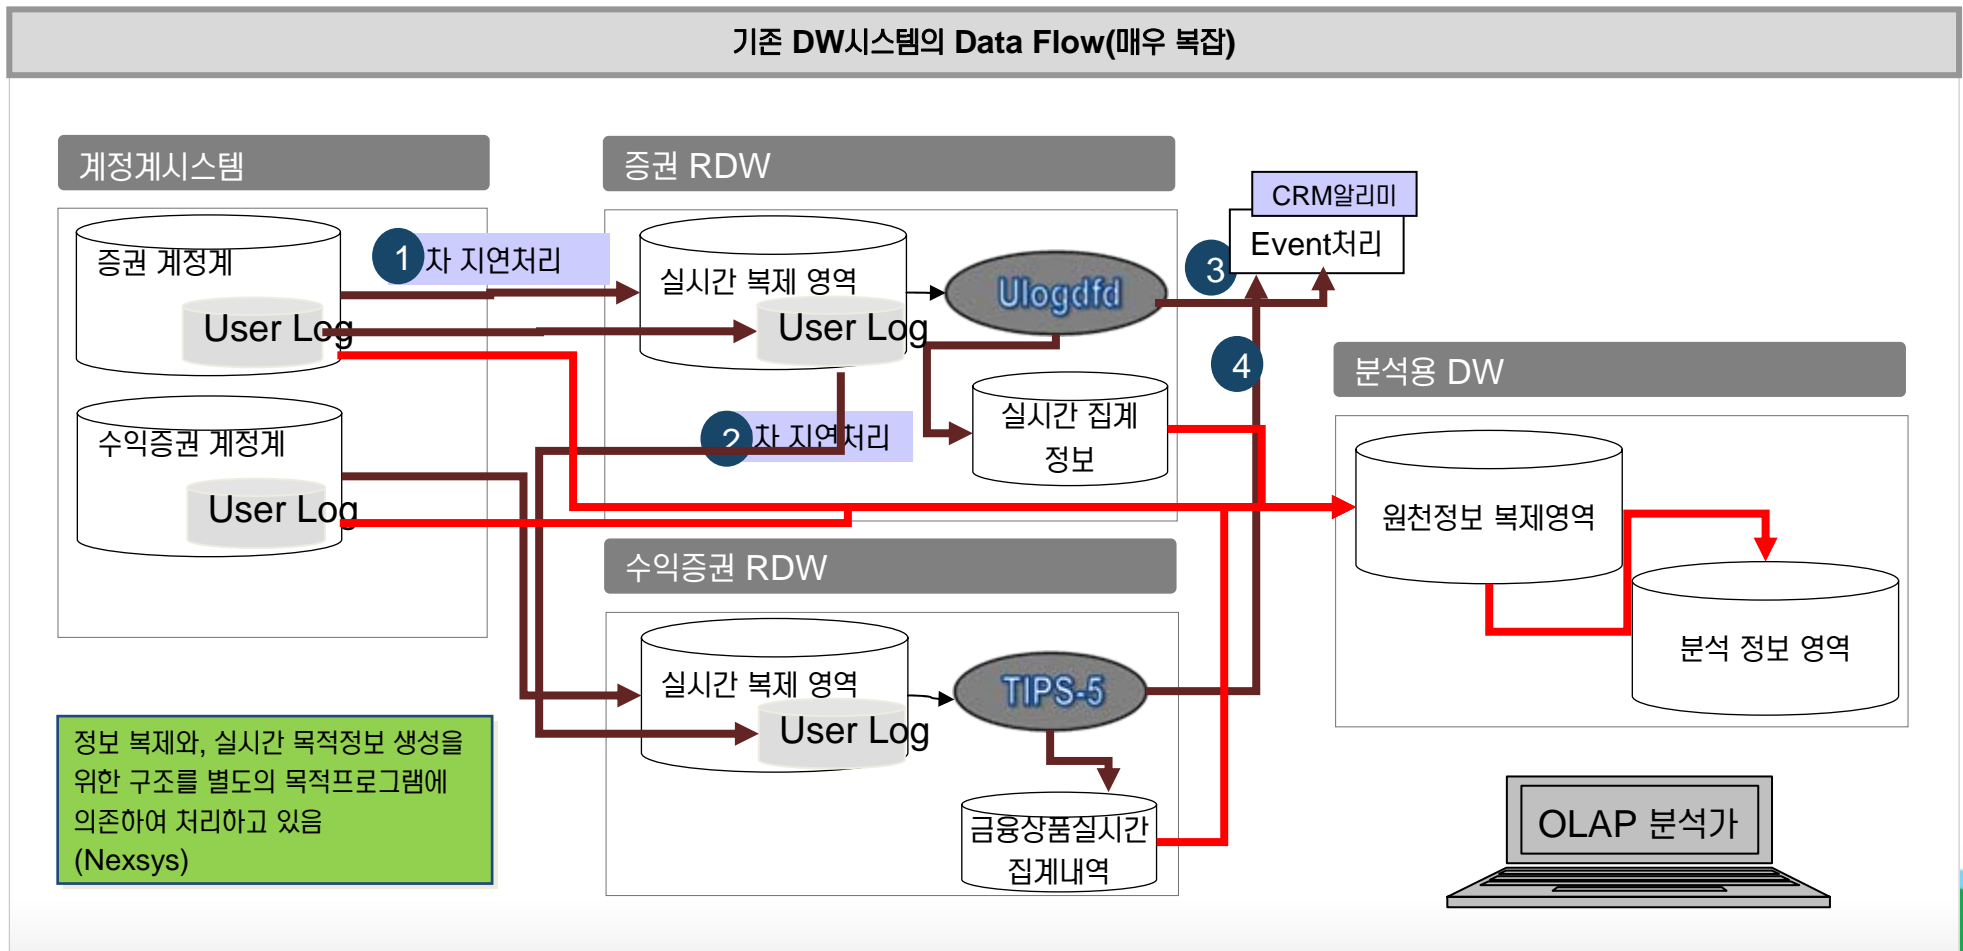 기존 DW시스템의 Data Flow(매우 복잡)
계정계시스템
증권 계정계
User Log
수익증권 계정계
User Log
1
차 지연처리
증권 RDW
실시간 복제 영역
User Log
Ulogdfd
실시간 집계
정보
2
차 지연처리
수익증권 RDW
실시간 복제 영역
User Log
TIPS-5
금융상품실시간
집계내역
CRM알리미
Event처리
3
4
분석용 DW
원천정보 복제영역
분석 정보 영역
정보 복제와, 실시간 목적정보 생성을
위한 구조를 별도의 목적프로그램에
의존하여 처리하고 있음
(Nexsys)
OLAP 분석가